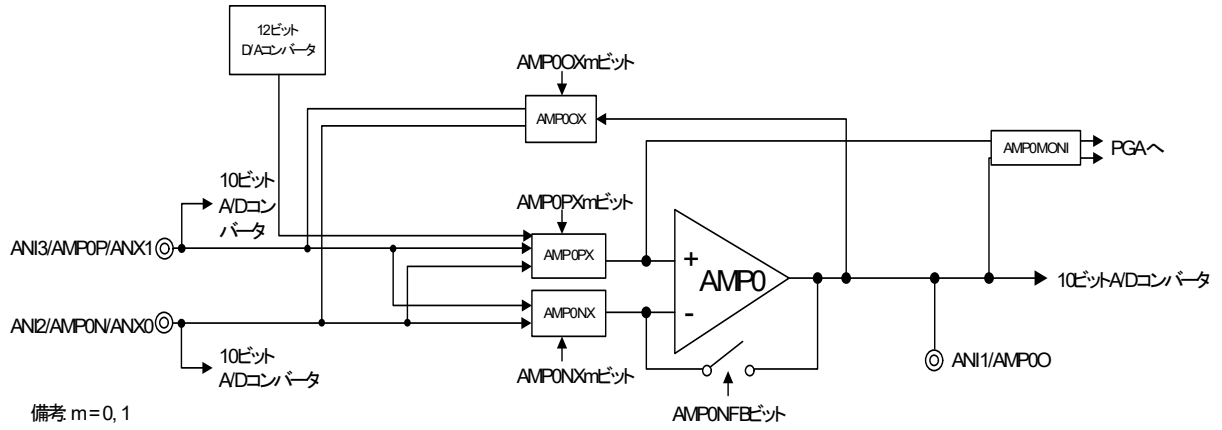 12ビット
D/Aコンバータ
AMP0OXmビット
AMP0OX
AMP0MONI
PGAへ
10ビット
A/Dコン
バータ
AMP0PXmビット
ANI3/AMP0P/ANX1
AMP0PX
+
AMP0
-
10ビットA/Dコンバータ
AMP0NX
ANI2/AMP0N/ANX0
10ビット
A/Dコンバータ
AMP0NXmビット
ANI1/AMP0O
AMP0NFBビット
備考 m = 0, 1